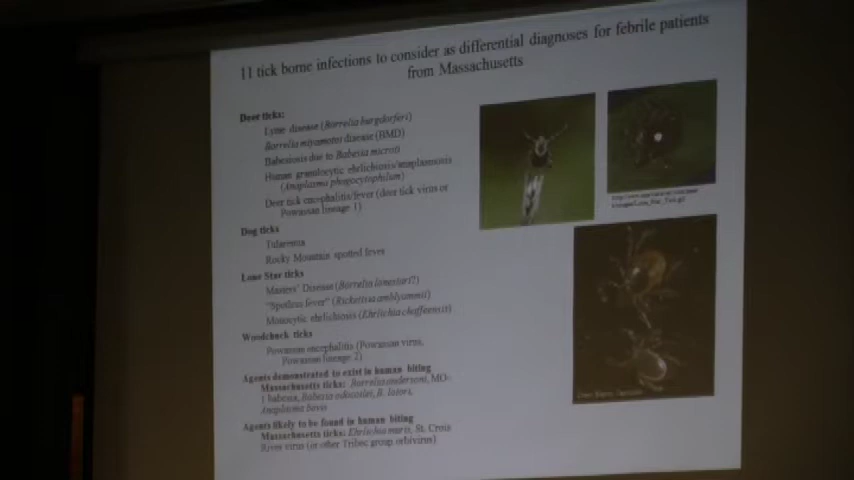 11 tick borne infections to consider as differential diagnoses for febrile patients
from Massachusetts
Deer ticks:
Lyme disease (Borrelia burgdorferi)
Borrelia miyamotoi disease (BMD)
Babesiosis due to Babesia microti
Human granulocytic ehrlichiosis/anaplasmosis
(Anaplasma phagocytophilum)
Deer tick encephalitis/fever (deer tick virus or
Powassan lineage 1)
Dog ticks
Tularemia
Rocky Mountain spotted fever
Lone Star ticks
Masters' Disease (Borrelia lonestari?)
"Spotless fever" (Rickettsia amblyommii)
Monocytic ehrlichiosis (Ehrlichia chaffeensis)
Woodchuck ticks
Powassan encephalitis (Powassan virus,
Powassan lineage 2)
Agents demonstrated to exist in human biting
Massachusetts ticks: Borrelia andersoni, MO-
1 babesia, Babesia odocoilei,
Anaplasma bovis
Agents likely to be found in human biting
Massachusetts ticks: Ehrlichia muris, St. Croix
River virus (or other Tribec group orbivirus)